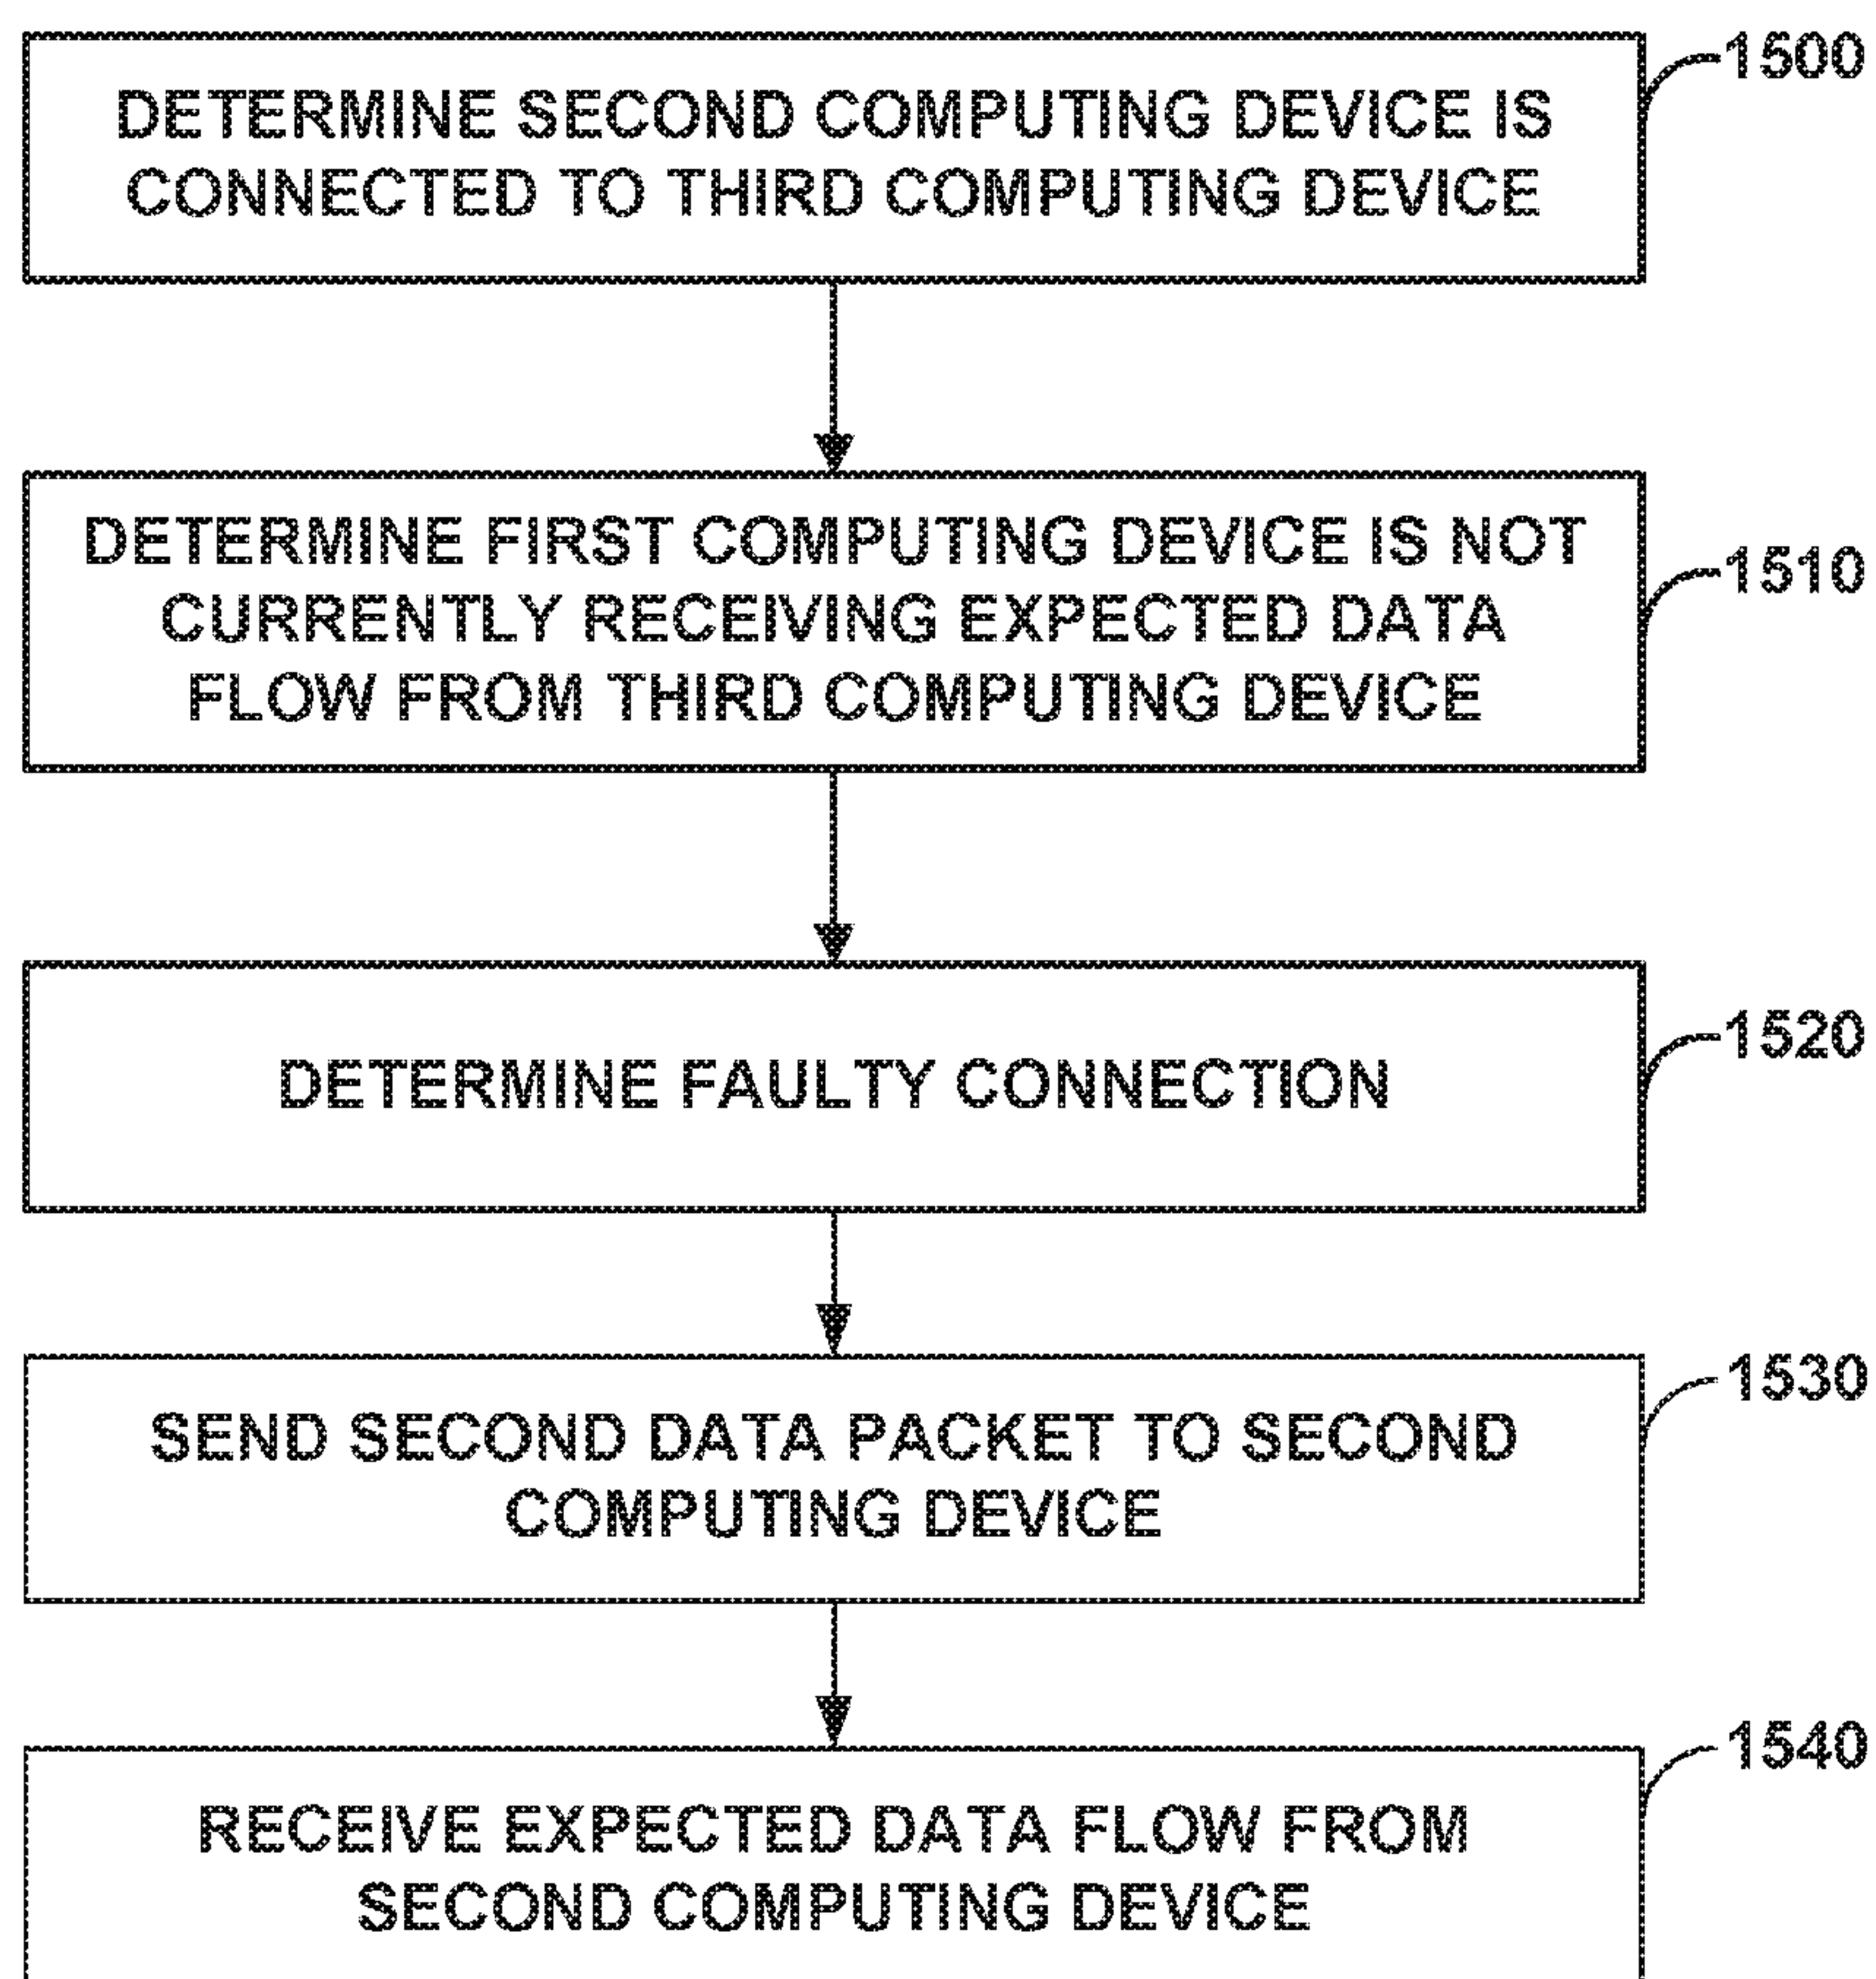 1500
DETERMINE SECOND COMPUTING DEVICE IS
CONNECTED TO THIRD COMPUTING DEVICE
DETERMINE FIRST COMPUTING DEVICE IS NOT
1510
CURRENTLY RECEIVING EXPECTED DATA
FLOW FROM THIRD COMPUTING DEVICE
1520
DETERMINE FAULTY CONNECTION
1530
SEND SECOND DATA PACKET TO SECOND
COMPUTING DEVICE
1540
RECEIVE EXPECTED DATA FLOW FROM
SECOND COMPUTING DEVICE